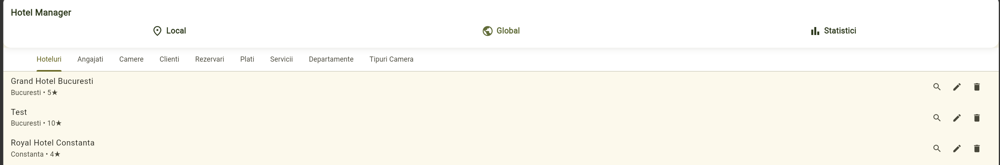 Hotel Manager
Local Global Statistici
Hoteluri Angajati Camere Clienti Rezervari Plati Servicii Departamente Tipuri Camera
Grand Hotel Bucuresti
Bucuresti • 5★
Test
Bucuresti • 10★
Royal Hotel Constanta
Constanta • 4★